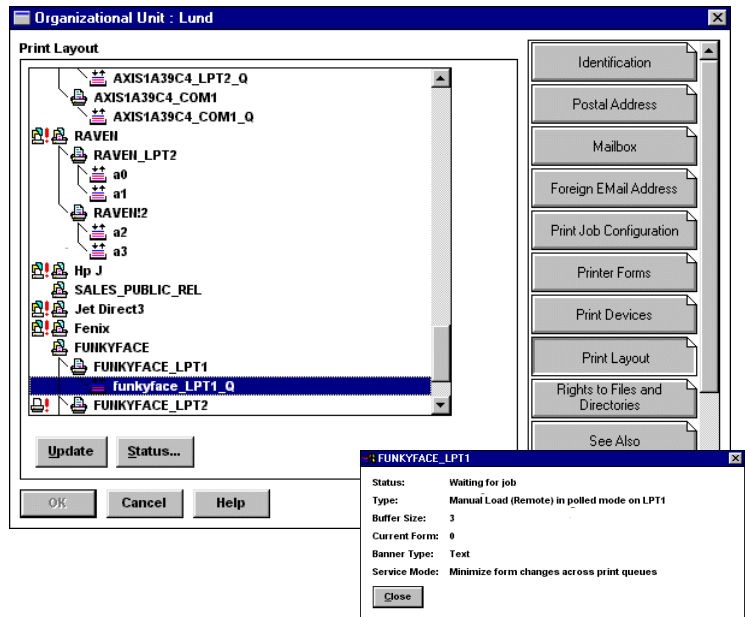 Organizational Unit : Lund
Print Layout
AXIS1A39C4_LPT2_Q
AXIS1A39C4_COM1
AXIS1A39C4_COM1_Q
RAVEN
RAVEN_LPT2
a0
a1
RAVEN!2
a2
a3
Hp J
SALES_PUBLIC_REL
Jet Direct3
Fenix
FUNKYFACE
FUNKYFACE_LPT1
funkyface_LPT1_Q
FUNKYFACE_LPT2
Update
Status...
OK
Cancel
Help
Identification
Postal Address
Mailbox
Foreign EMail Address
Print Job Configuration
Printer Forms
Print Devices
Print Layout
Rights to Files and
Directories
See Also
FUNKYFACE_LPT1
Status: Waiting for job
Type: Manual Load (Remote) in polled mode on LPT1
Buffer Size: 3
Current Form: 0
Banner Type: Text
Service Mode: Minimize form changes across print queues
Close